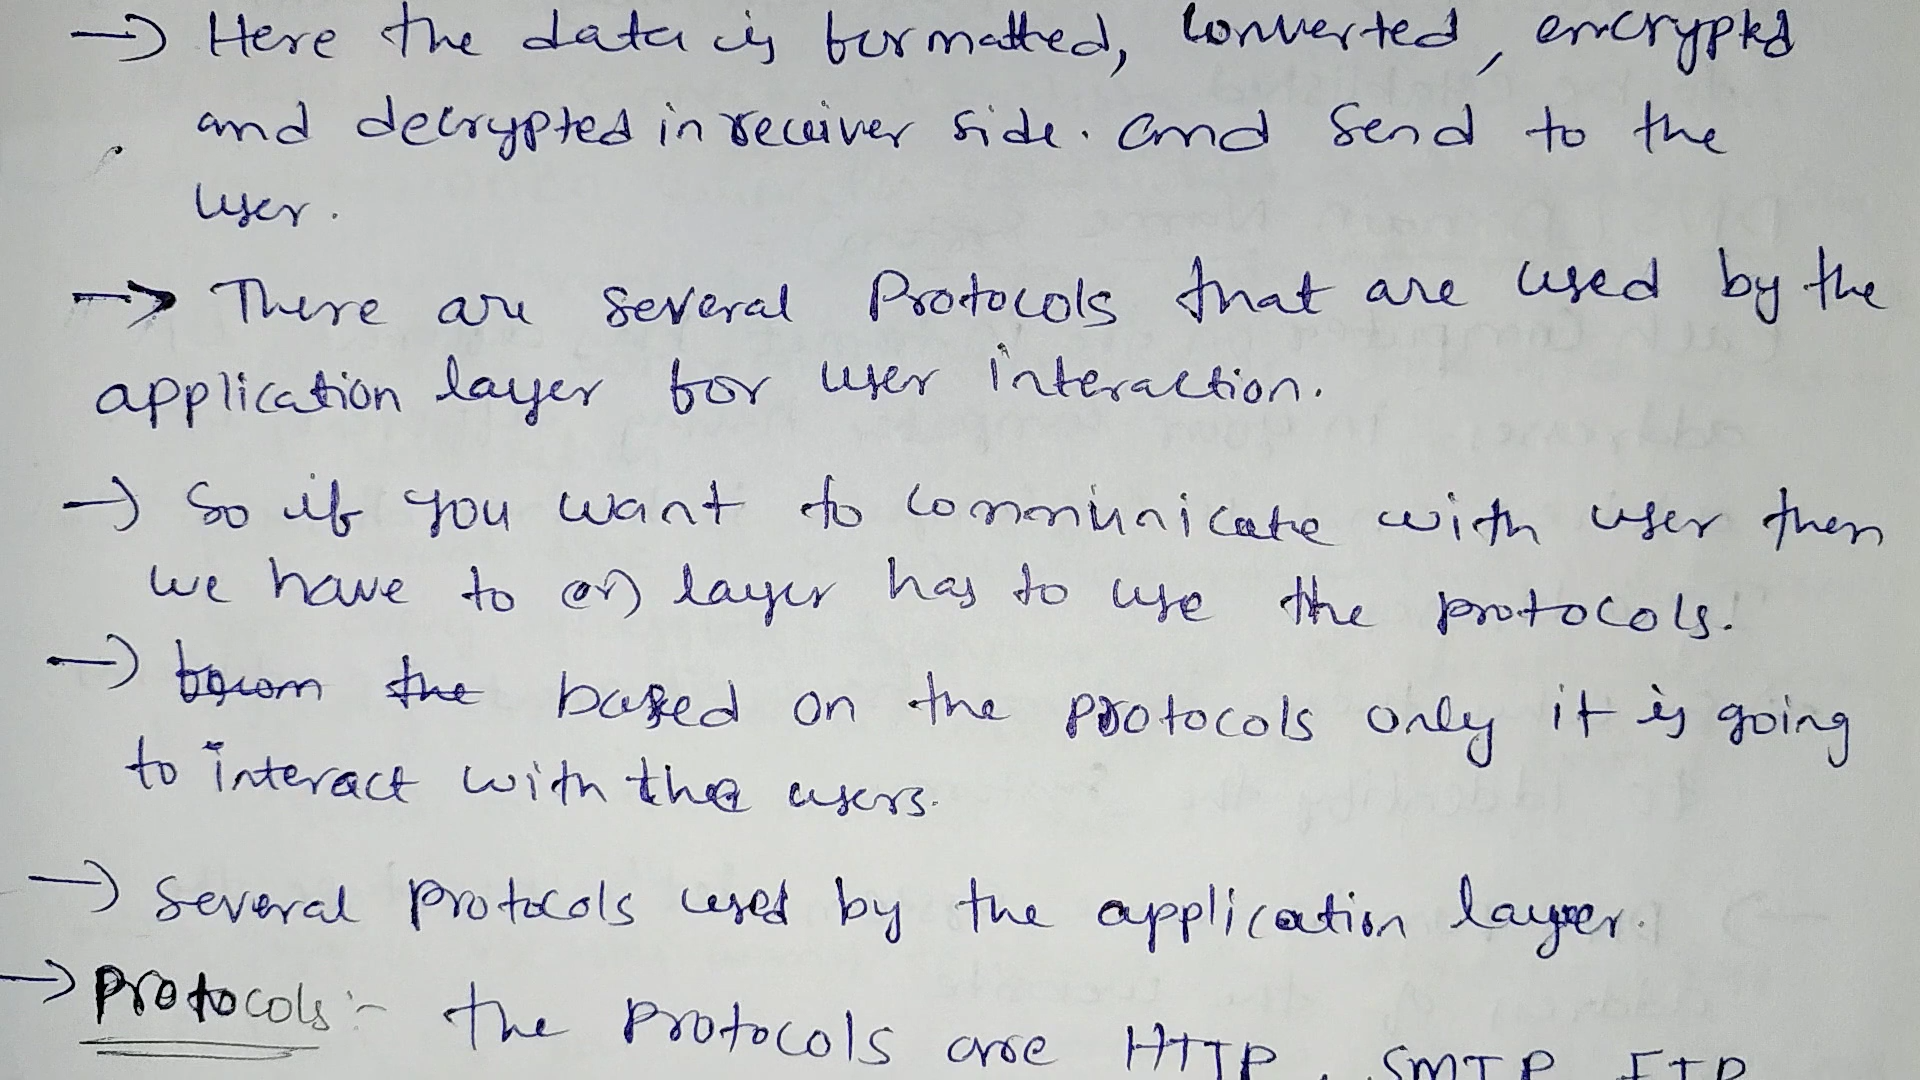 → Here the data is formatted, converted, encrypted
and decrypted in receiver side. and Send to the
user.
→ There are several Protocols that are used by the
application layer for user interaction.
→ So if you want to communicate with user then
we have to (or) layer has to use the protocols.
→ the based on the protocols only it is going
to interact with the users.
→ Several protocols used by the application layer.
→ Protocols :- the protocols are HTTP, SMTP FTP